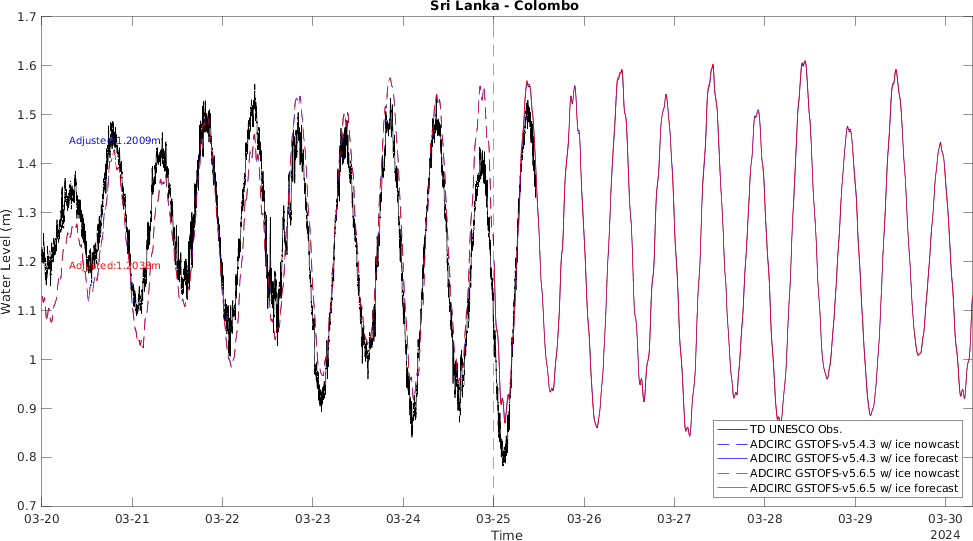 Sri Lanka - Colombo
1.7
1.6
1.5
1.4
1.3
1.2
1.1
1
0.9
0.8
0.7
Water Level (m)
Adjusted:1.2009m
Adjusted:1.2038m
TD UNESCO Obs.
ADCIRC GSTOFS-v5.4.3 w/ ice nowcast
ADCIRC GSTOFS-v5.4.3 w/ ice forecast
ADCIRC GSTOFS-v5.6.5 w/ ice nowcast
ADCIRC GSTOFS-v5.6.5 w/ ice forecast
03-20 03-21 03-22 03-23 03-24 03-25 03-26 03-27 03-28 03-29 03-30
2024
Time